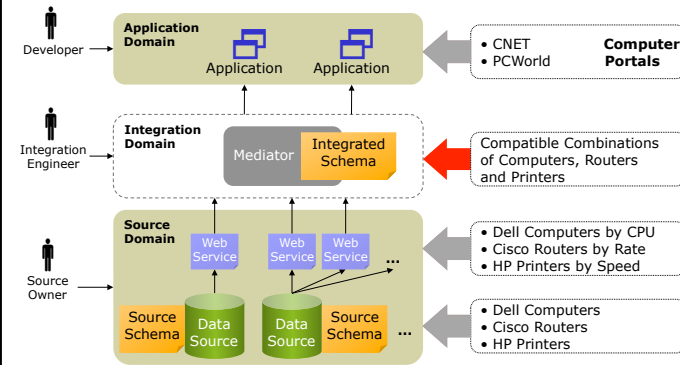 Developer
Application
Domain
Application
Application
• CNET
• PCWorld
Computer
Portals
Integration
Engineer
Integration
Domain
Mediator
Integrated
Schema
Compatible Combinations
of Computers, Routers
and Printers
Source
Owner
Source
Domain
Web
Service
Web
Service
Web
Service
...
• Dell Computers by CPU
• Cisco Routers by Rate
• HP Printers by Speed
Source
Schema
Data
Source
Data
Source
Source
Schema
...
• Dell Computers
• Cisco Routers
• HP Printers